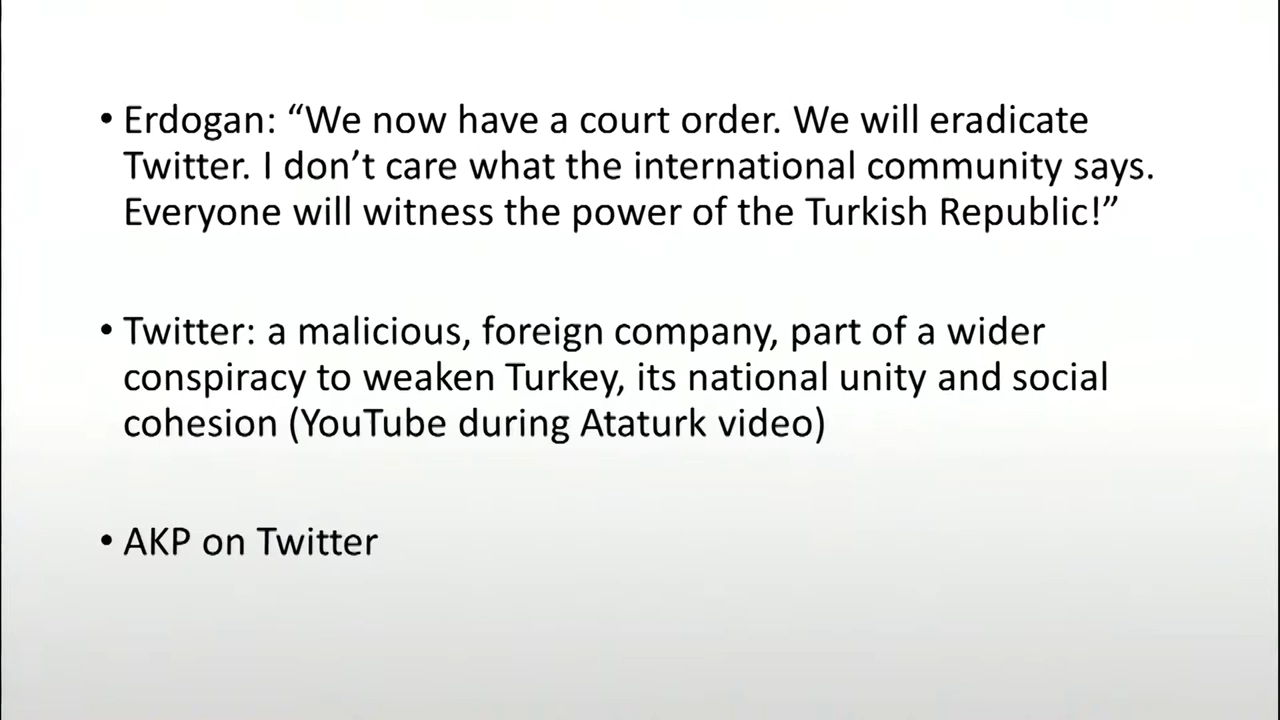 • Erdogan: “We now have a court order. We will eradicate
Twitter. I don’t care what the international community says.
Everyone will witness the power of the Turkish Republic!”
• Twitter: a malicious, foreign company, part of a wider
conspiracy to weaken Turkey, its national unity and social
cohesion (YouTube during Ataturk video)
• AKP on Twitter